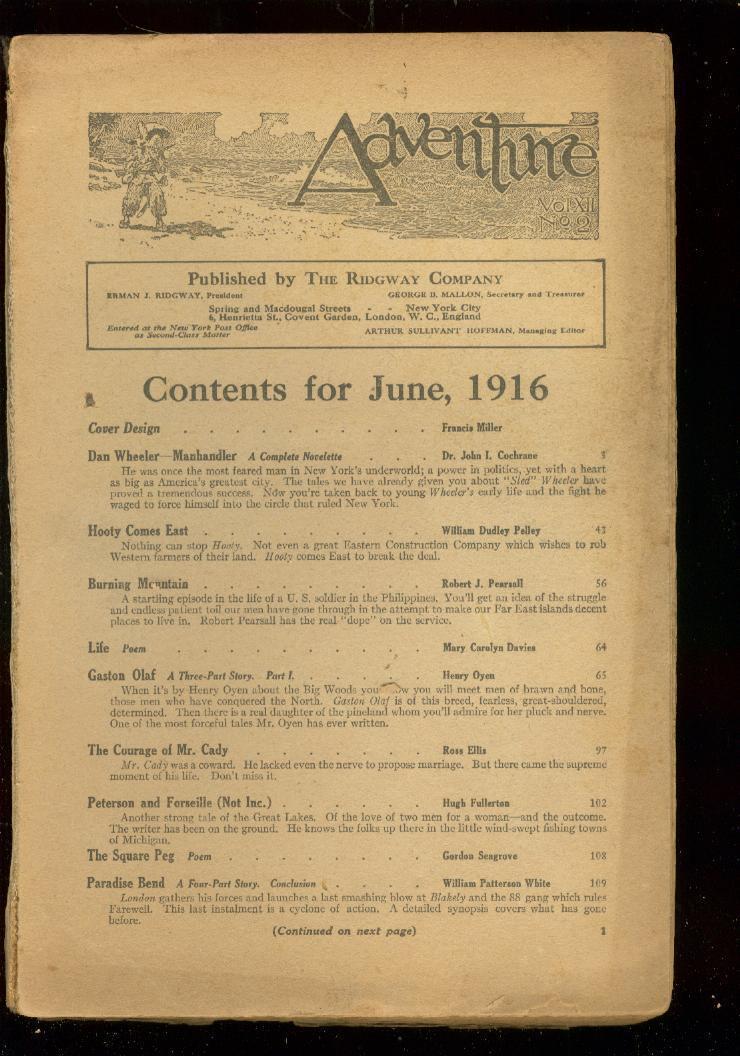 Adventure
Vol XII
No 2
Published by THE RIDGWAY COMPANY
ERMAN J. RIDGWAY, President GEORGE B. MALLON, Secretary and Treasurer
Spring and Macdougal Streets - - New York City
6, Henrietta St., Covent Garden, London, W. C., England
Entered at the New York Post Office
as Second-Class Matter
ARTHUR SULLIVANT HOFFMAN, Managing Editor
Contents for June, 1916
Cover Design . . . . . . . . . . Francis Miller
Dan Wheeler—Manhandler A Complete Novelette . . . Dr. John I. Cochrane 3
He was once the most feared man in New York's underworld; a power in politics, yet with a heart
as big as America's greatest city. The tales we have already given you about "Sled" Wheeler have
proved a tremendous success. Now you're taken back to young Wheeler's early life and the fight he
waged to force himself into the circle that ruled New York.
Hooty Comes East . . . . . . . . . William Dudley Pelley 43
Nothing can stop Hooty. Not even a great Eastern Construction Company which wishes to rob
Western farmers of their land. Hooty comes East to break the deal.
Burning Mountain . . . . . . . . . Robert J. Pearsall 56
A startling episode in the life of a U. S. soldier in the Philippines. You'll get an idea of the struggle
and endless patient toil our men have gone through in the attempt to make our Far East islands decent
places to live in. Robert Pearsall has the real "dope" on the service.
Life Poem . . . . . . . . . . Mary Carolyn Davies 64
Gaston Olaf A Three-Part Story. Part I. . . . . . Henry Oyen 65
When it's by Henry Oyen about the Big Woods you you will meet men of brawn and bone,
those men who have conquered the North. Gaston Olaf is of this breed, fearless, great-shouldered,
determined. Then there is a real daughter of the pineland whom you'll admire for her pluck and nerve.
One of the most forceful tales Mr. Oyen has ever written.
The Courage of Mr. Cady . . . . . . . Ross Ellis 97
Mr. Cady was a coward. He lacked even the nerve to propose marriage. But there came the supreme
moment of his life. Don't miss it.
Peterson and Forseille (Not Inc.) . . . . . . Hugh Fullerton 102
Another strong tale of the Great Lakes. Of the love of two men for a woman—and the outcome.
The writer has been on the ground. He knows the folks up there in the little wind-swept fishing towns
of Michigan.
The Square Peg Poem . . . . . . . . Gordon Seagrove 108
Paradise Bend A Four-Part Story. Conclusion . . . . William Patterson White 109
London gathers his forces and launches a last smashing blow at Blakely and the 88 gang which rules
Farewell. This last instalment is a cyclone of action. A detailed synopsis covers what has gone
before.
(Continued on next page) 1